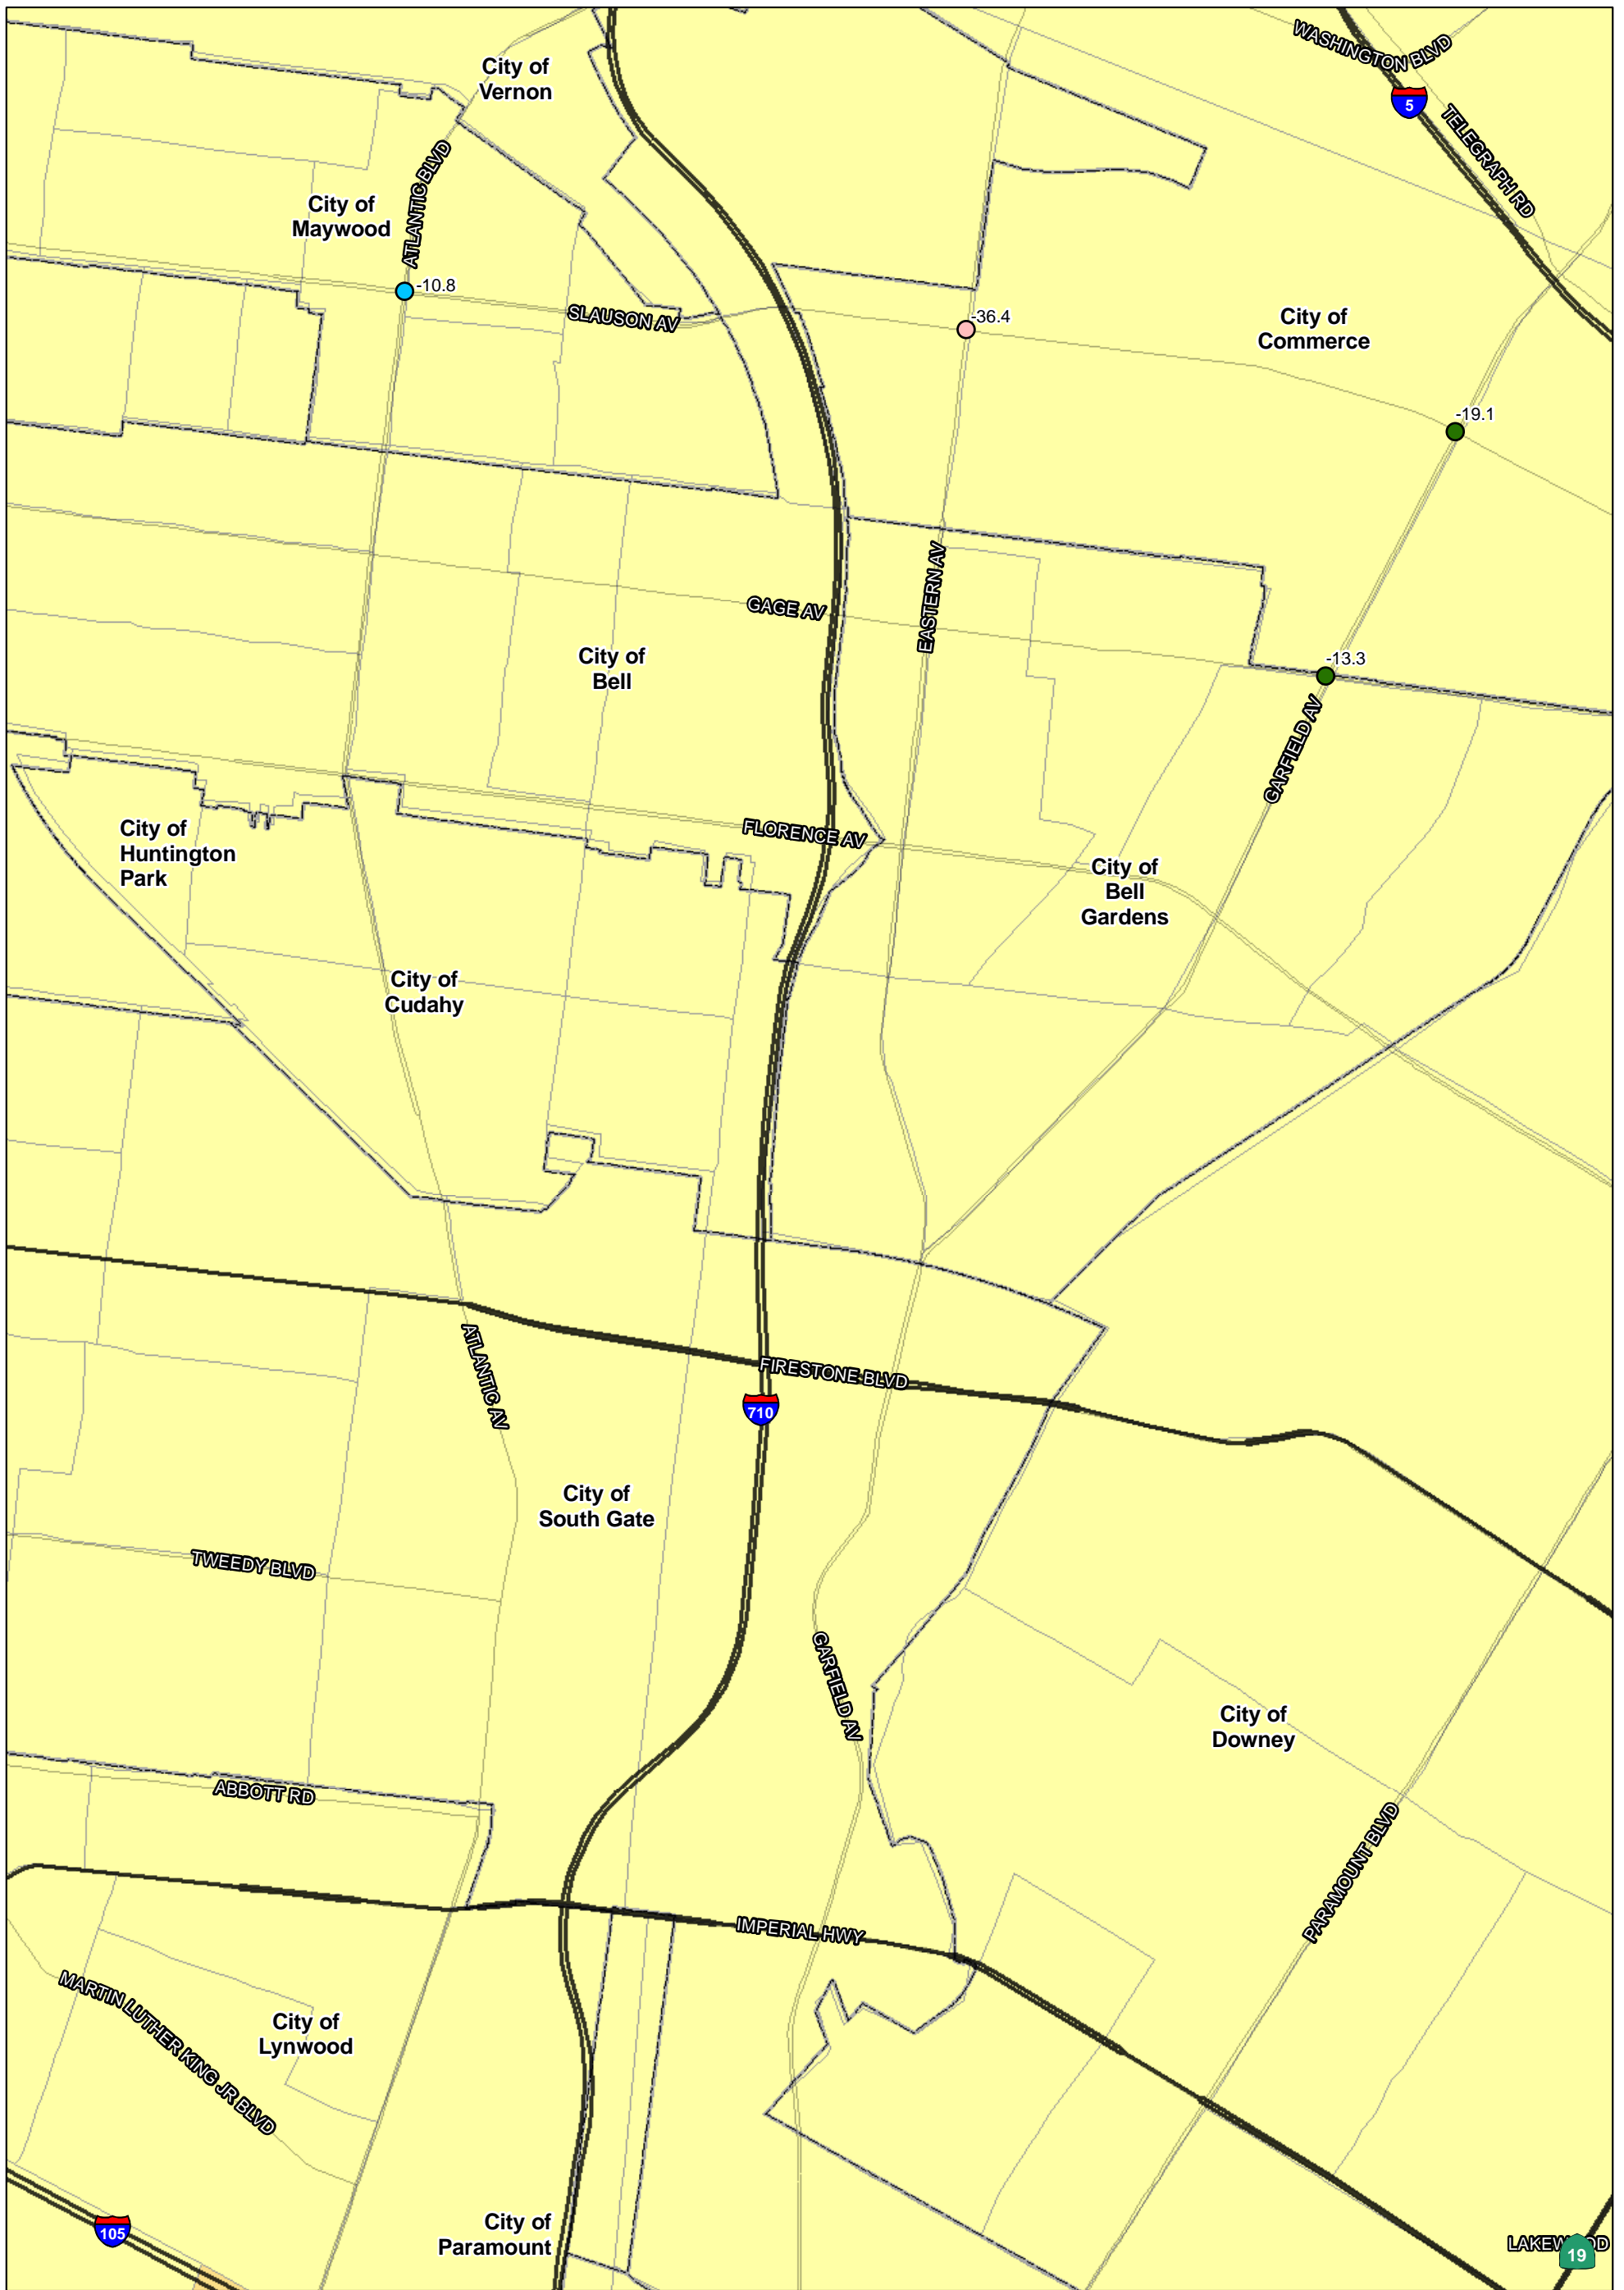 WASHINGTON BLVD
City of
Vernon
5
TELEGRAPH RD
ATLANTIC BLVD
City of
Maywood
-10.8
SLAUSON AV
-36.4
City of
Commerce
-19.1
EASTERN AV
GAGE AV
City of
Bell
-13.3
GARFIELD AV
City of
Huntington
Park
FLORENCE AV
City of
Bell
Gardens
City of
Cudahy
ATLANTIC AV
FIRESTONE BLVD
710
City of
South Gate
TWEEDY BLVD
GARFIELD AV
City of
Downey
ABBOTT RD
PARAMOUNT BLVD
IMPERIAL HWY
MARTIN LUTHER KING JR BLVD
City of
Lynwood
105
City of
Paramount
LAKEWOOD
19